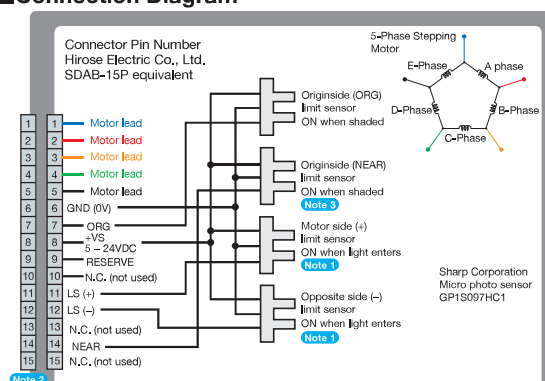 Connection Diagram
Connector Pin Number
Hirose Electric Co., Ltd.
SDAB-15P equivalent
5-Phase Stepping
Motor
E-Phase
A phase
D-Phase
B-Phase
C-Phase
1 1 Motor lead
2 2 Motor lead
3 3 Motor lead
4 4 Motor lead
5 5 Motor lead
6 6 GND (0V)
7 7 ORG
8 8 +VS
5 – 24VDC
9 9 RESERVE
10 10 N.C. (not used)
11 11 LS (+)
12 12 LS (–)
13 13 N.C. (not used)
14 14 NEAR
15 15 N.C. (not used)
Note 2
Originside (ORG)
limit sensor
ON when shaded
Originside (NEAR)
limit sensor
ON when shaded
Note 3
Motor side (+)
limit sensor
ON when light enters
Note 1
Opposite side (–)
limit sensor
ON when light enters
Note 1
Sharp Corporation
Micro photo sensor
GP1S097HC1